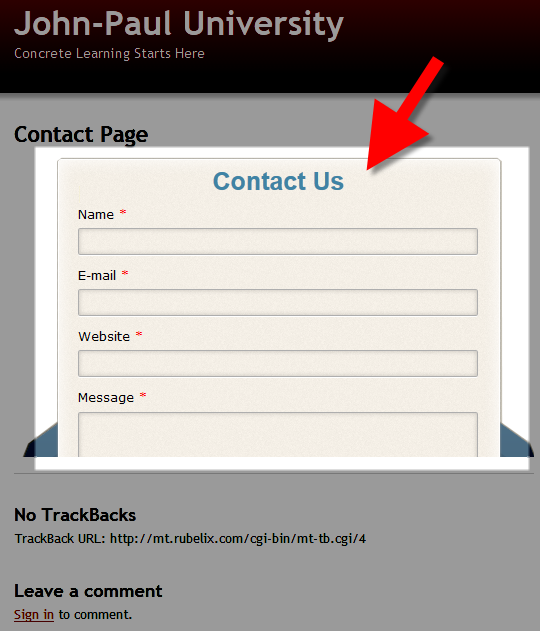 John-Paul University
Concrete Learning Starts Here
Contact Page
Contact Us
Name *
E-mail *
Website *
Message *
No TrackBacks
TrackBack URL: http://mt.rubelix.com/cgi-bin/mt-tb.cgi/4
Leave a comment
Sign in to comment.